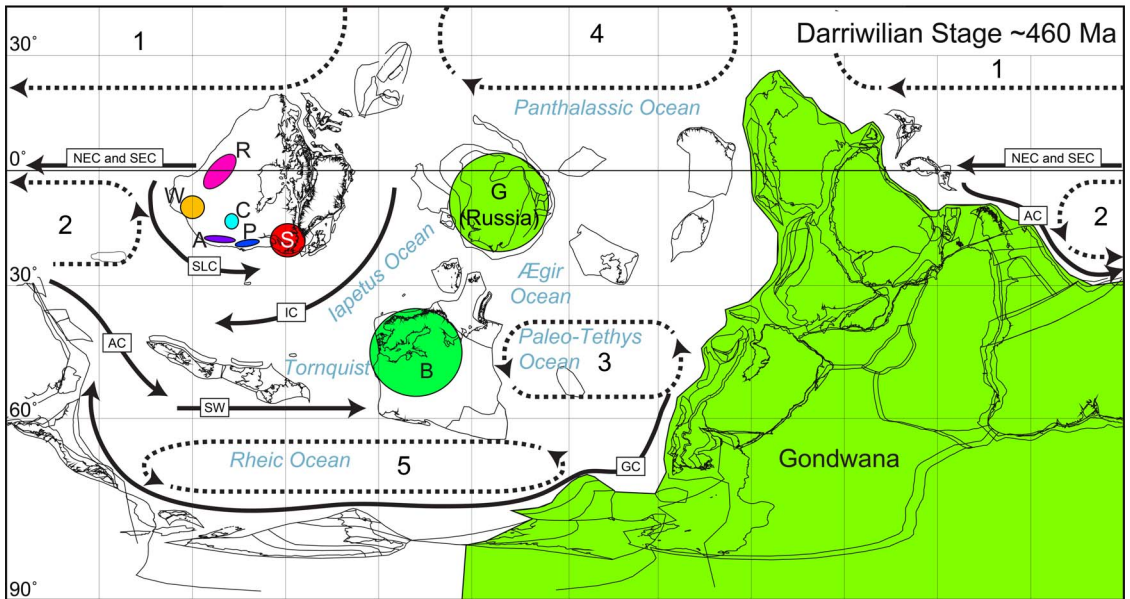 1
4
Darriwilian Stage ~460 Ma
30°
1
Panthalassic Ocean
NEC and SEC
R
NEC and SEC
0°
W
C
G
(Russia)
2
A
P
S
AC
2
SLC
Iapetus Ocean
Ægir
Ocean
30°
IC
AC
Paleo-Tethys
Ocean
3
Tornquist
B
SW
60°
Rheic Ocean
5
GC
Gondwana
90°